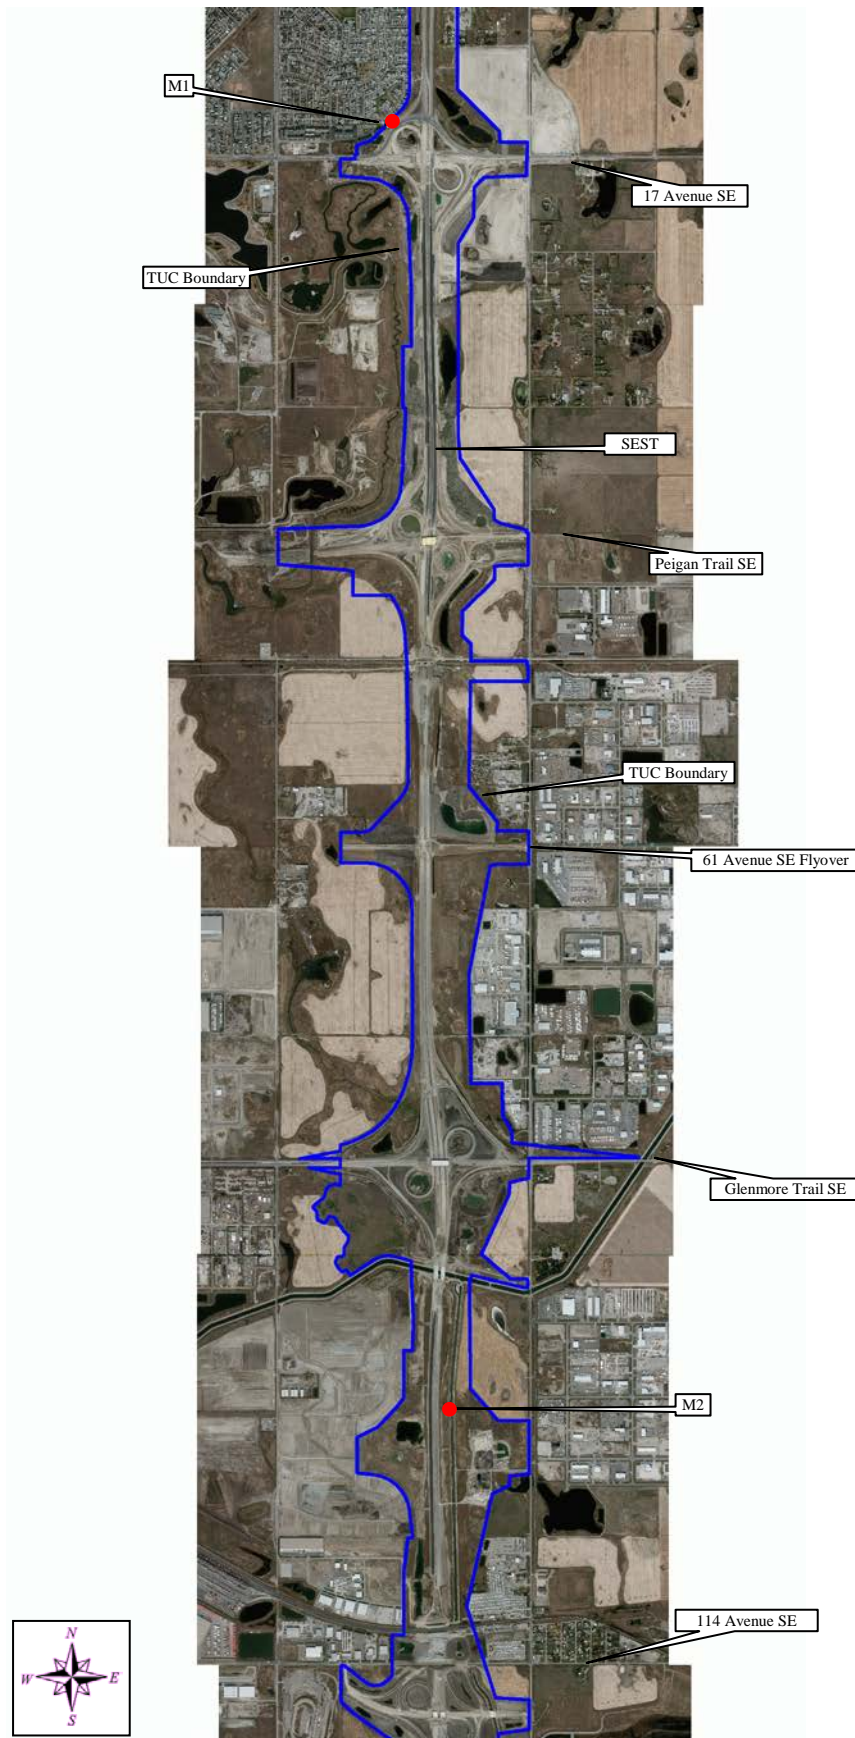 M1
17 Avenue SE
TUC Boundary
SEST
Peigan Trail SE
TUC Boundary
61 Avenue SE Flyover
Glenmore Trail SE
M2
114 Avenue SE
N
W E
S